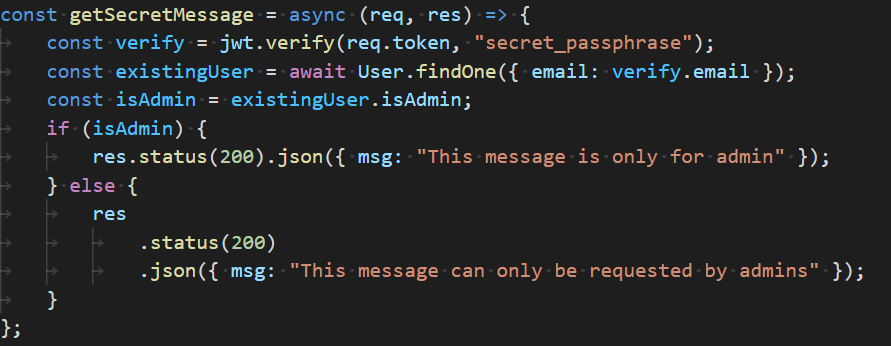 const getSecretMessage = async (req, res) => {
const verify = jwt.verify(req.token, "secret_passphrase");
const existingUser = await User.findOne({ email: verify.email });
const isAdmin = existingUser.isAdmin;
if (isAdmin) {
res.status(200).json({ msg: "This message is only for admin" });
} else {
res
.status(200)
.json({ msg: "This message can only be requested by admins" });
}
};